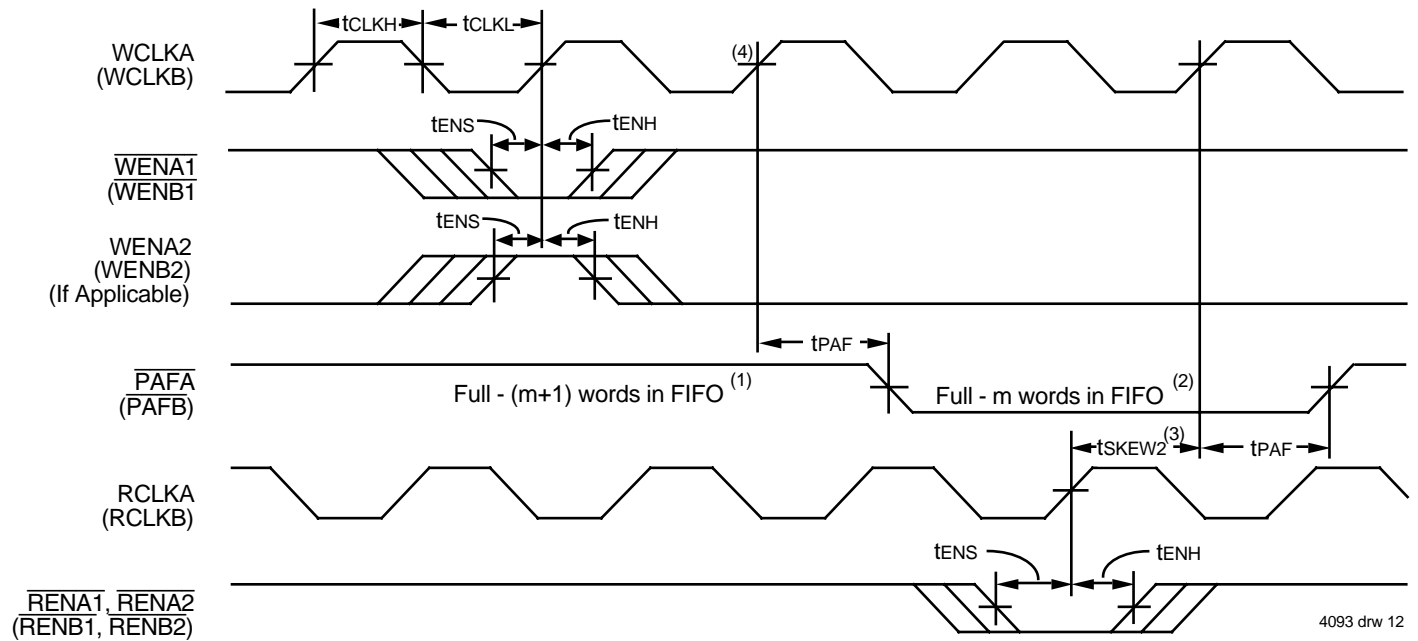 tCLKH
tCLKL
WCLKA
(WCLKB)
(4)
tENS
tENH
WENA1
(WENB1
tENS
tENH
WENA2
(WENB2)
(If Applicable)
tPAF
PAFA
(PAFB)
Full - (m+1) words in FIFO (1)
Full - m words in FIFO (2)
tSKEW2(3)
tPAF
RCLKA
(RCLKB)
tENS
tENH
RENA1, RENA2
(RENB1, RENB2)
4093 drw 12